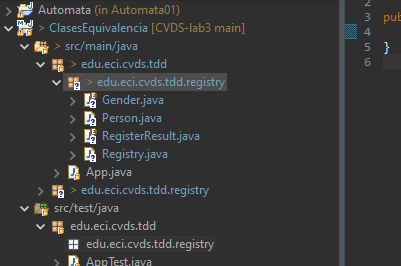 Automata (in Automata01)
> ClasesEquivalencia [CVDS-lab3 main]
> src/main/java
> edu.eci.cvds.tdd
> edu.eci.cvds.tdd.registry
> Gender.java
> Person.java
> RegisterResult.java
> Registry.java
> App.java
> edu.eci.cvds.tdd.registry
src/test/java
edu.eci.cvds.tdd
edu.eci.cvds.tdd.registry
AppTest.java
2
3 pu
4
5 }
6